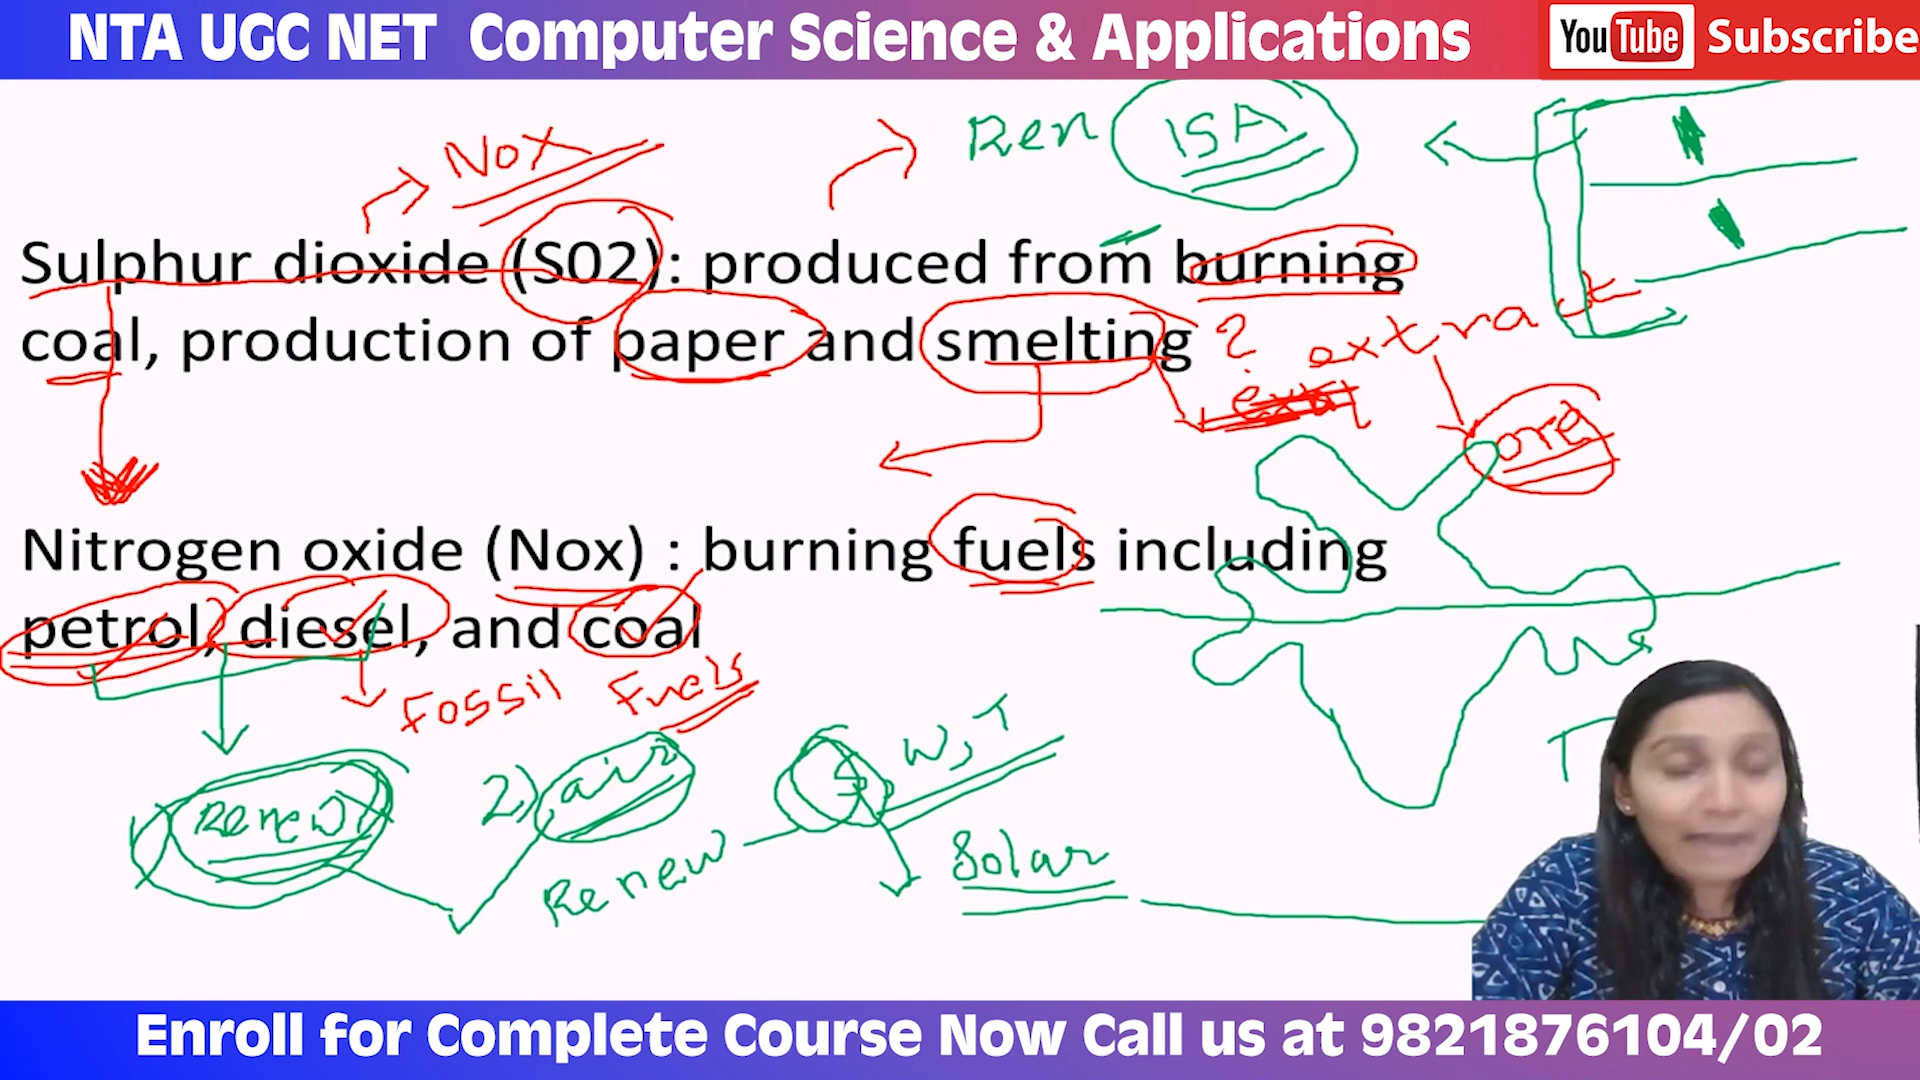 NTA UGC NET Computer Science & Applications
YouTube Subscribe
Ren ISA
Nox
Sulphur dioxide (S02): produced from burning
coal, production of paper and smelting ?
extract
ore
Nitrogen oxide (Nox) : burning fuels including
petrol, diesel, and coal
Fossil Fuels
Renew 2) air S, W, T
Renew Solar
T
Enroll for Complete Course Now Call us at 9821876104/02